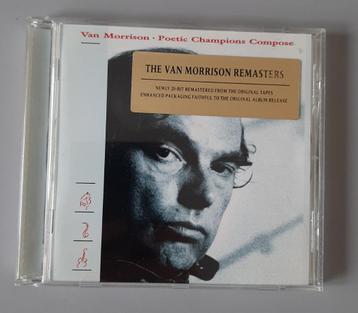 Van Morrison · Poetic Champions Compose
THE VAN MORRISON REMASTERS
NEWLY 20-BIT REMASTERED FROM THE ORIGINAL TAPES
ENHANCED PACKAGING FAITHFUL TO THE ORIGINAL ALBUM RELEASE